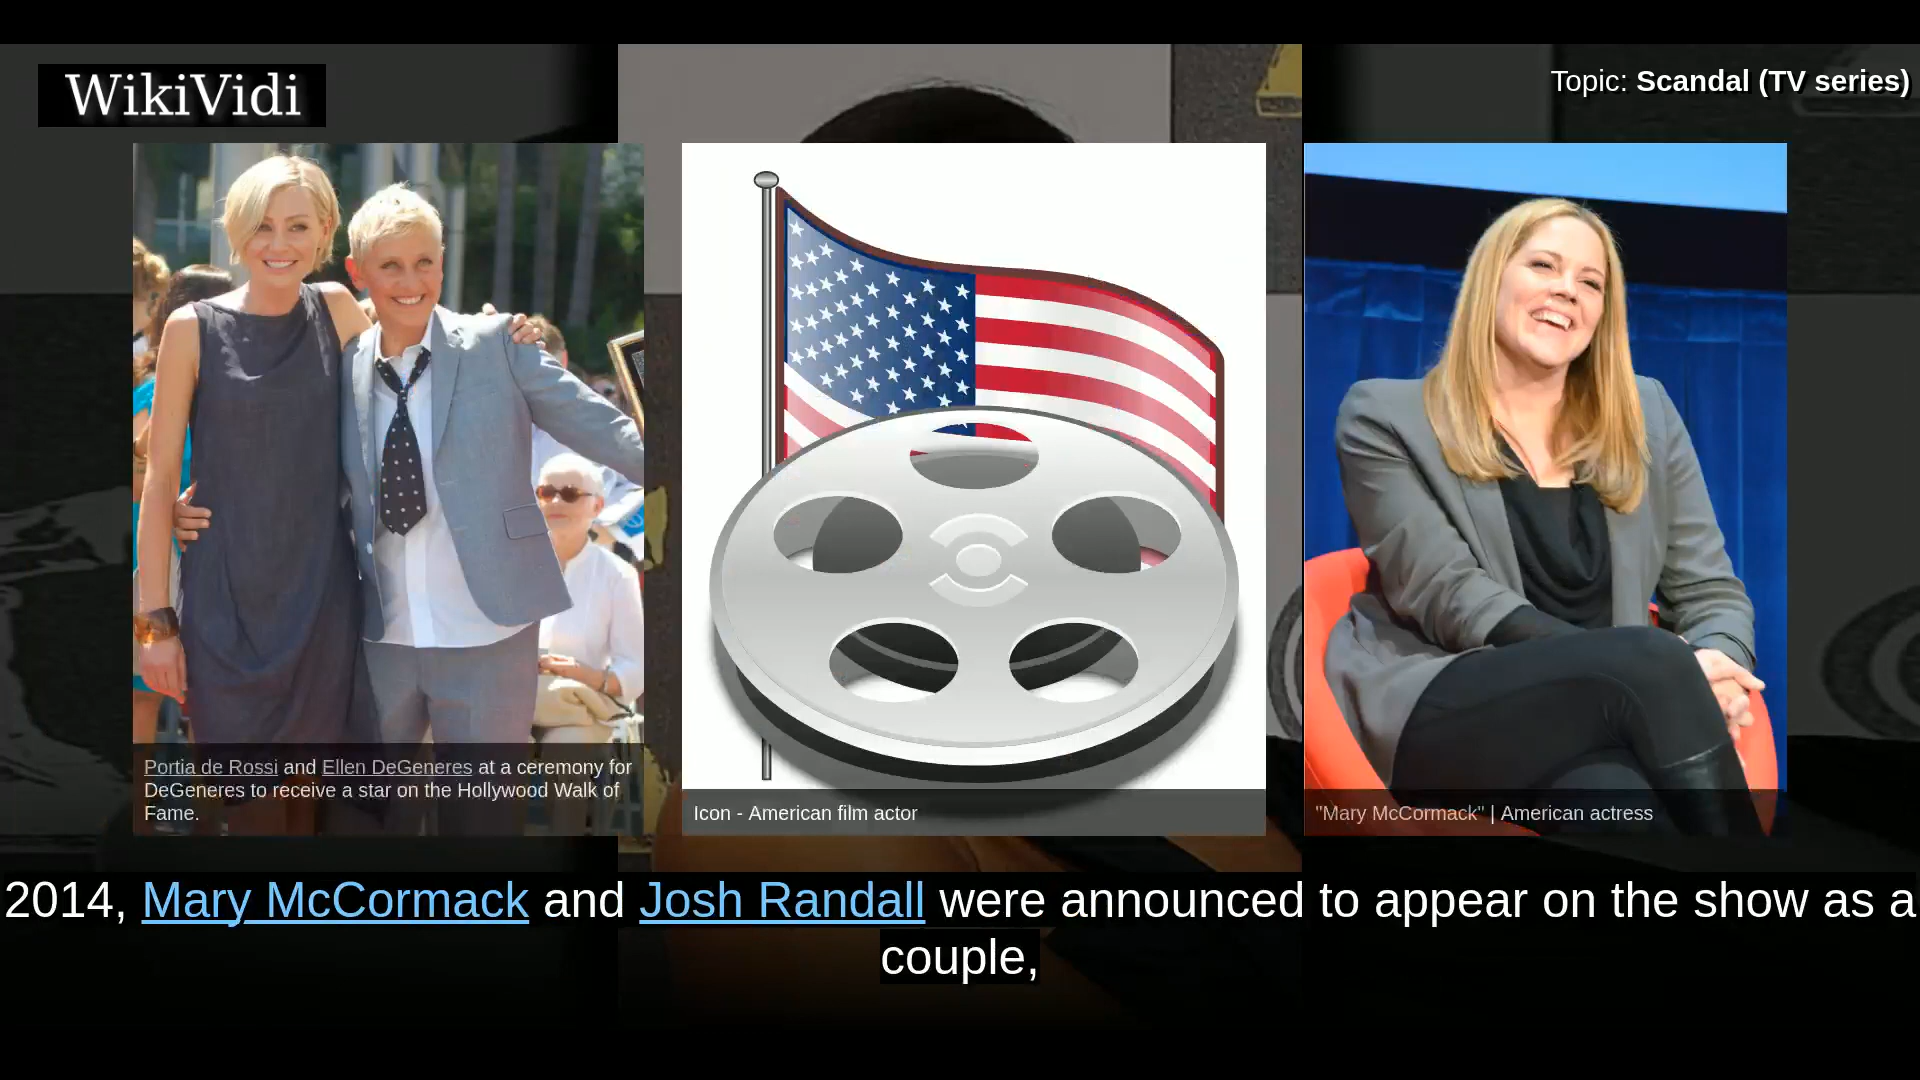 WikiVidi
Topic: Scandal (TV series)
Portia de Rossi and Ellen DeGeneres at a ceremony for
DeGeneres to receive a star on the Hollywood Walk of
Fame.
Icon - American film actor
"Mary McCormack" | American actress
2014, Mary McCormack and Josh Randall were announced to appear on the show as a
couple,